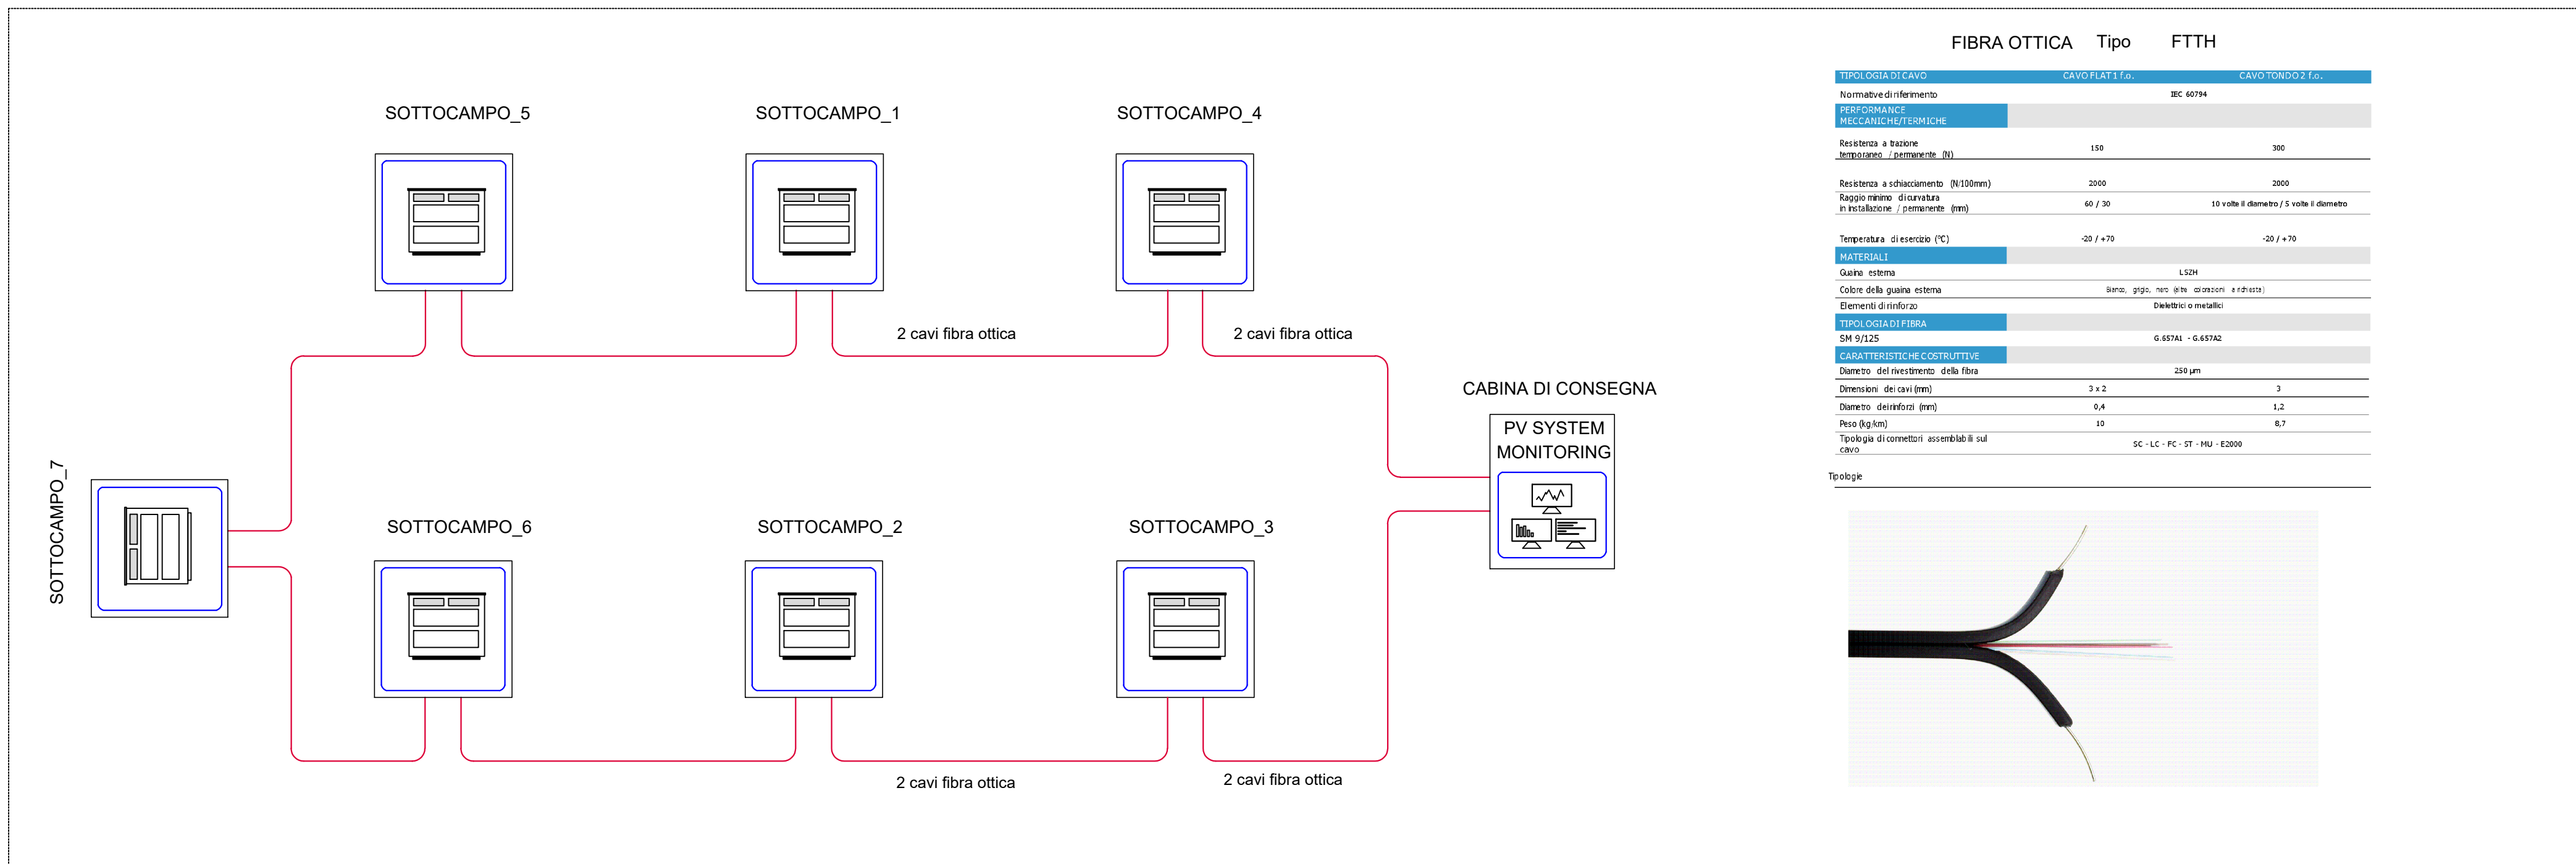 FIBRA OTTICA Tipo FTTH
SOTTOCAMPO_5
SOTTOCAMPO_1
SOTTOCAMPO_4
2 cavi fibra ottica
2 cavi fibra ottica
CABINA DI CONSEGNA
PV SYSTEM
MONITORING
SOTTOCAMPO_7
SOTTOCAMPO_6
SOTTOCAMPO_2
SOTTOCAMPO_3
2 cavi fibra ottica
2 cavi fibra ottica
TIPOLOGIA DI CAVO CAVO FLAT 1 f.o. CAVO TONDO 2 f.o.
Normative di riferimento IEC 60794
PERFORMANCE
MECCANICHE/TERMICHE
Resistenza a trazione
temporaneo / permanente (N) 150 300
Resistenza a schiacciamento (N/100mm) 2000 2000
Raggio minimo di curvatura
in installazione / permanente (mm) 60 / 30 10 volte il diametro / 5 volte il diametro
Temperatura di esercizio (°C) -20 / +70 -20 / +70
MATERIALI
Guaina esterna LSZH
Colore della guaina esterna Bianco, grigio, nero (altre colorazioni a richiesta)
Elementi di rinforzo Dielettrici o metallici
TIPOLOGIA DI FIBRA
SM 9/125 G.657A1 - G.657A2
CARATTERISTICHE COSTRUTTIVE
Diametro del rivestimento della fibra 250 µm
Dimensioni dei cavi (mm) 3 x 2 3
Diametro dei rinforzi (mm) 0,4 1,2
Peso (kg/km) 10 8,7
Tipologia di connettori assemblabili sul
cavo SC - LC - FC - ST - MU - E2000
Tipologie